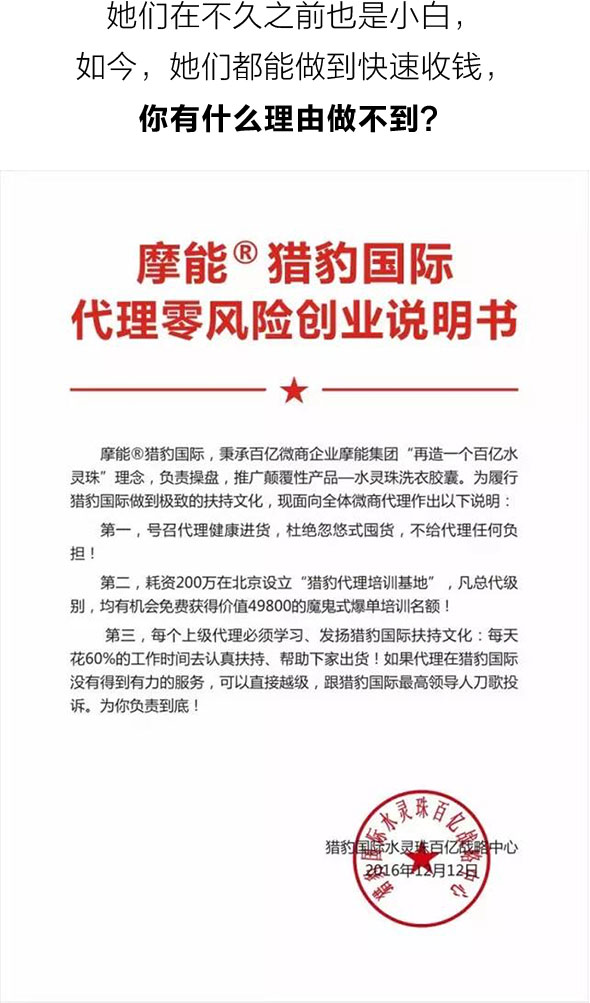 她们在不久之前也是小白，
如今，她们都能做到快速收钱，
你有什么理由做不到？
摩能®猎豹国际
代理零风险创业说明书
摩能®猎豹国际，秉承百亿微商企业摩能集团“再造一个百亿水
灵珠”理念，负责操盘，推广颠覆性产品—水灵珠洗衣胶囊。为履行
猎豹国际做到极致的扶持文化，现面向全体微商代理作出以下说明：
第一，号召代理健康进货，杜绝忽悠式囤货，不给代理任何负
担！
第二，耗资200万在北京设立“猎豹代理培训基地”，凡总代级
别，均有机会免费获得价值49800的魔鬼式爆单培训名额！
第三，每个上级代理必须学习、发扬猎豹国际扶持文化：每天
花60%的工作时间去认真扶持、帮助下家出货！如果代理在猎豹国际
没有得到有力的服务，可以直接越级，跟猎豹国际最高领导人刀歌投
诉。为你负责到底！
猎豹国际水灵珠百亿战略中心
2016年12月12日
猎豹国际水灵珠百亿战略中心